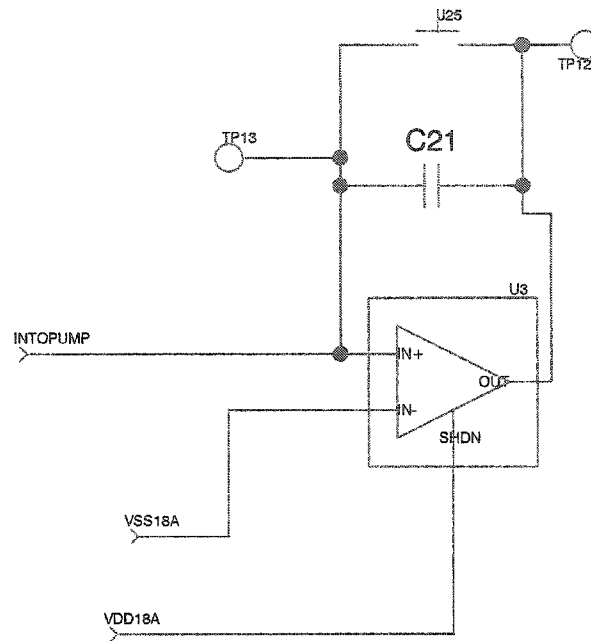 U25
TP12
TP13
C21
U3
INTOPUMP
IN+
OUT
IN-
SHDN
VSS18A
VDD18A